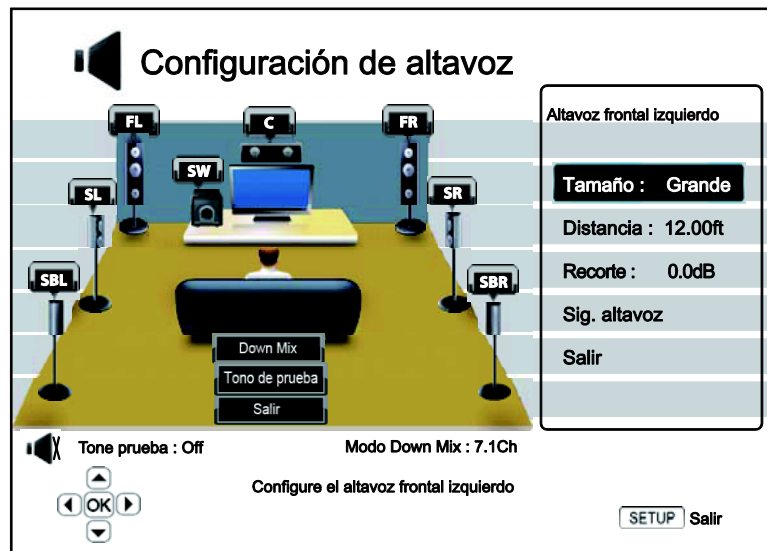 Configuración de altavoz
FL
C
FR
SW
SL
SR
SBL
SBR
Down Mix
Tono de prueba
Salir
Altavoz frontal izquierdo
Tamaño : Grande
Distancia : 12.00ft
Recorte : 0.0dB
Sig. altavoz
Salir
Tone prueba : Off
Modo Down Mix : 7.1Ch
OK
Configure el altavoz frontal izquierdo
SETUP Salir